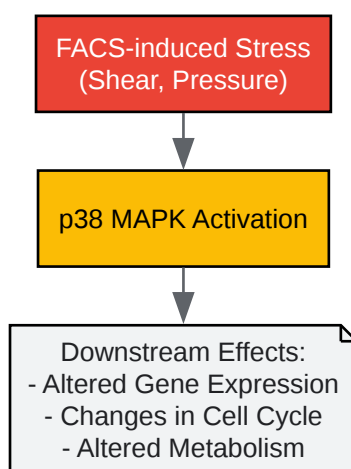 FACS-induced Stress
(Shear, Pressure)
p38 MAPK Activation
Downstream Effects:
- Altered Gene Expression
- Changes in Cell Cycle
- Altered Metabolism